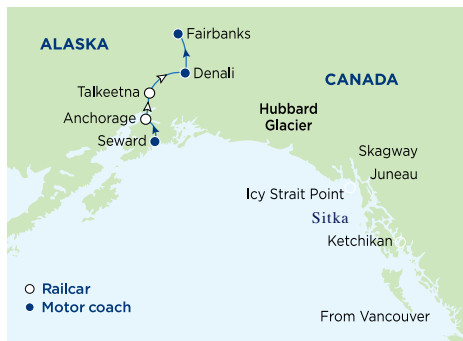 Fairbanks
ALASKA
Denali
CANADA
Talkeetna
Hubbard
Glacier
Anchorage
Seward
Skagway
Juneau
Icy Strait Point
Sitka
Ketchikan
Railcar
Motor coach
From Vancouver